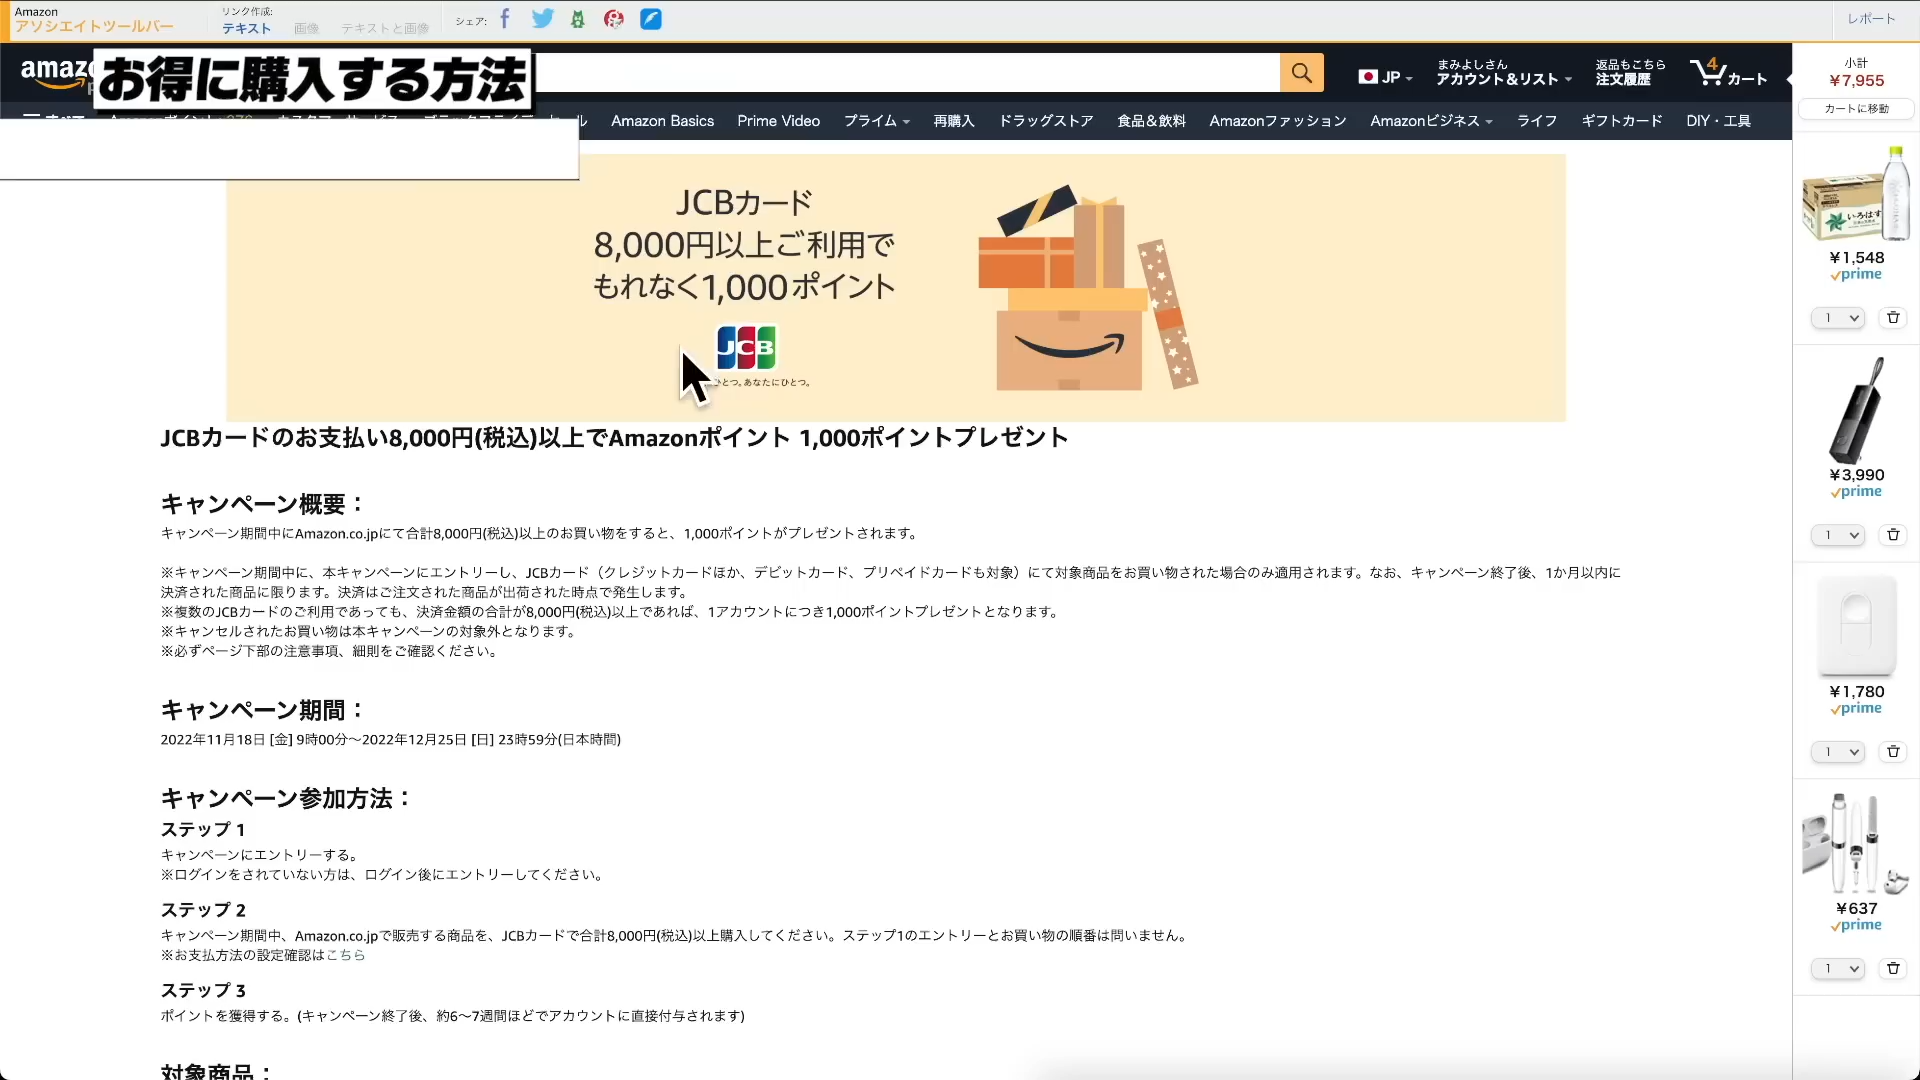 Amazon
アソシエイトツールバー
リンク作成:
テキスト 画像 テキストと画像
シェア:
レポート
お得に購入する方法
JP
まみよしさん
アカウント&リスト
返品もこちら
注文履歴
4
カート
Amazon Basics Prime Video プライム 再購入 ドラッグストア 食品&飲料 Amazonファッション Amazonビジネス ライフ ギフトカード DIY・工具
JCBカード
8,000円以上ご利用で
もれなく1,000ポイント
JCB
ひとつ。あなたにひとつ。
JCBカードのお支払い8,000円(税込)以上でAmazonポイント 1,000ポイントプレゼント
キャンペーン概要：
キャンペーン期間中にAmazon.co.jpにて合計8,000円(税込)以上のお買い物をすると、1,000ポイントがプレゼントされます。
※キャンペーン期間中に、本キャンペーンにエントリーし、JCBカード（クレジットカードほか、デビットカード、プリペイドカードも対象）にて対象商品をお買い物された場合のみ適用されます。なお、キャンペーン終了後、1か月以内に
決済された商品に限ります。決済はご注文された商品が出荷された時点で発生します。
※複数のJCBカードのご利用であっても、決済金額の合計が8,000円(税込)以上であれば、1アカウントにつき1,000ポイントプレゼントとなります。
※キャンセルされたお買い物は本キャンペーンの対象外となります。
※必ずページ下部の注意事項、細則をご確認ください。
キャンペーン期間：
2022年11月18日 [金] 9時00分〜2022年12月25日 [日] 23時59分(日本時間)
キャンペーン参加方法：
ステップ 1
キャンペーンにエントリーする。
※ログインをされていない方は、ログイン後にエントリーしてください。
ステップ 2
キャンペーン期間中、Amazon.co.jpで販売する商品を、JCBカードで合計8,000円(税込)以上購入してください。ステップ1のエントリーとお買い物の順番は問いません。
※お支払方法の設定確認はこちら
ステップ 3
ポイントを獲得する。(キャンペーン終了後、約6〜7週間ほどでアカウントに直接付与されます)
対象商品：
小計
¥7,955
カートに移動
いろはす
¥1,548
prime
1
¥3,990
prime
1
¥1,780
prime
1
¥637
prime
1